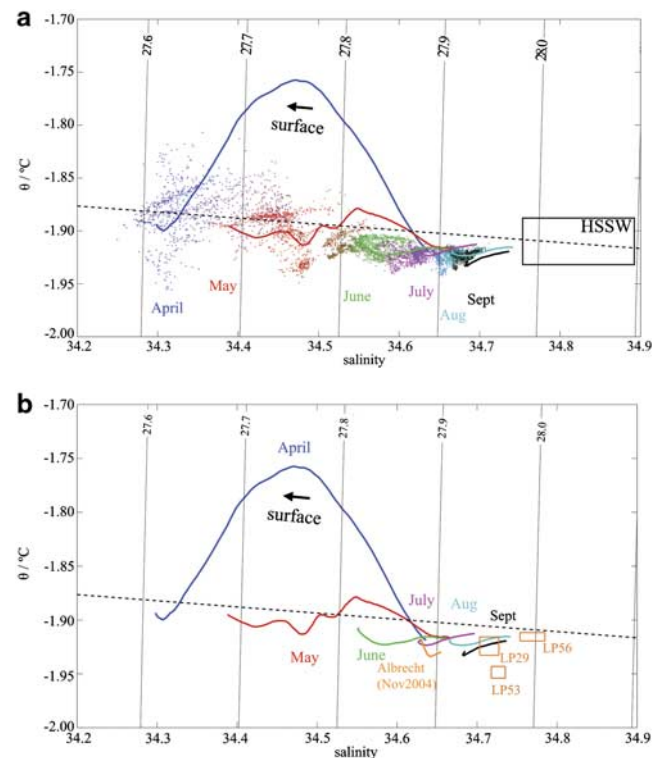 a
-1.70
27.6
27.7
27.8
27.9
28.0
-1.75
surface
-1.80
θ / °C
-1.85
-1.90
HSSW
-1.95
April
May
June
July
Aug
Sept
-2.00
34.2
34.3
34.4
34.5
34.6
34.7
34.8
34.9
salinity
b
-1.70
27.6
27.7
27.8
27.9
28.0
April
-1.75
surface
-1.80
θ / °C
-1.85
July
Aug
Sept
-1.90
May
June
LP56
LP29
Albrecht
(Nov2004)
-1.95
LP53
-2.00
34.2
34.3
34.4
34.5
34.6
34.7
34.8
34.9
salinity